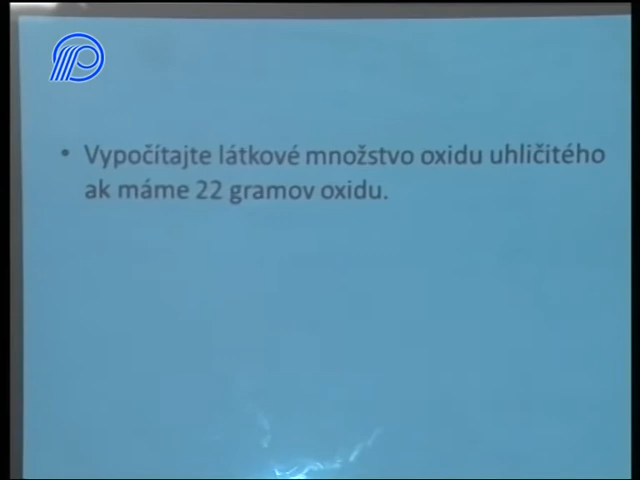 • Vypočítajte látkové množstvo oxidu uhličitého
ak máme 22 gramov oxidu.